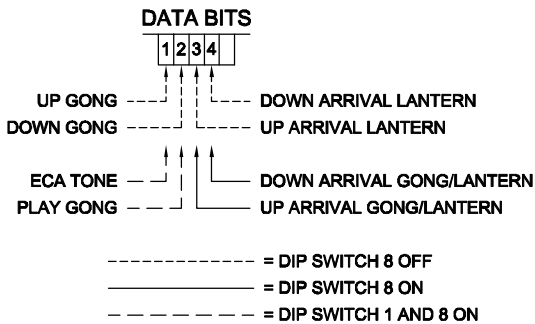 DATA BITS
1 2 3 4
UP GONG DOWN ARRIVAL LANTERN
DOWN GONG UP ARRIVAL LANTERN
ECA TONE DOWN ARRIVAL GONG/LANTERN
PLAY GONG UP ARRIVAL GONG/LANTERN
= DIP SWITCH 8 OFF
= DIP SWITCH 8 ON
= DIP SWITCH 1 AND 8 ON